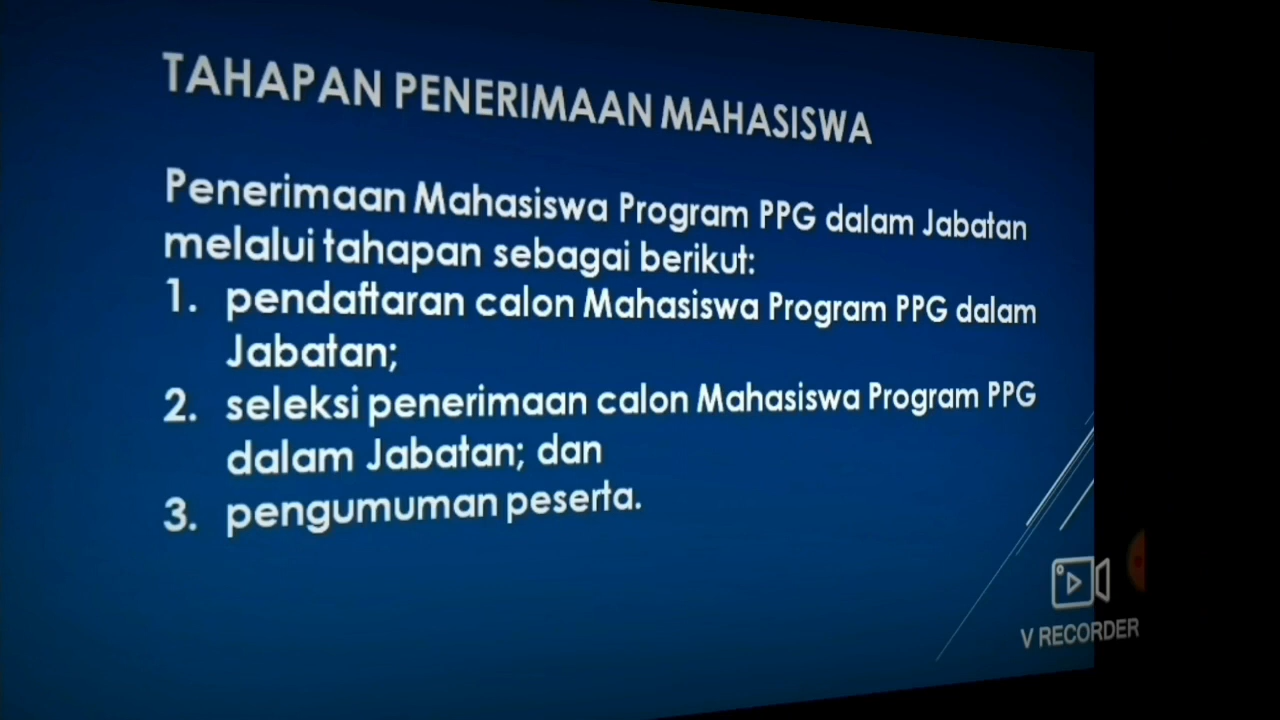 TAHAPAN PENERIMAAN MAHASISWA
Penerimaan Mahasiswa Program PPG dalam Jabatan
melalui tahapan sebagai berikut:
1. pendaftaran calon Mahasiswa Program PPG dalam
Jabatan;
2. seleksi penerimaan calon Mahasiswa Program PPG
dalam Jabatan; dan
3. pengumuman peserta.
V RECORDER